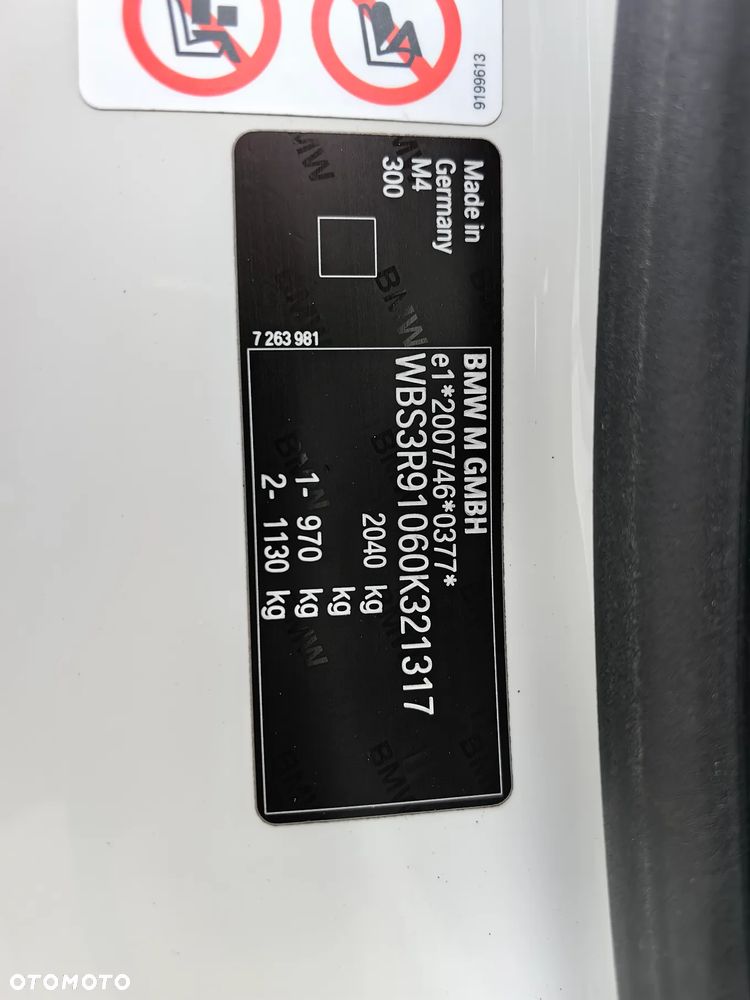 9199613
Made in
Germany
M4
300
7 263 981
BMW M GMBH
e1*2007/46*0377*
WBS3R91060K321317
2040 kg
kg
1- 970 kg
2- 1130 kg
OTOMOTO